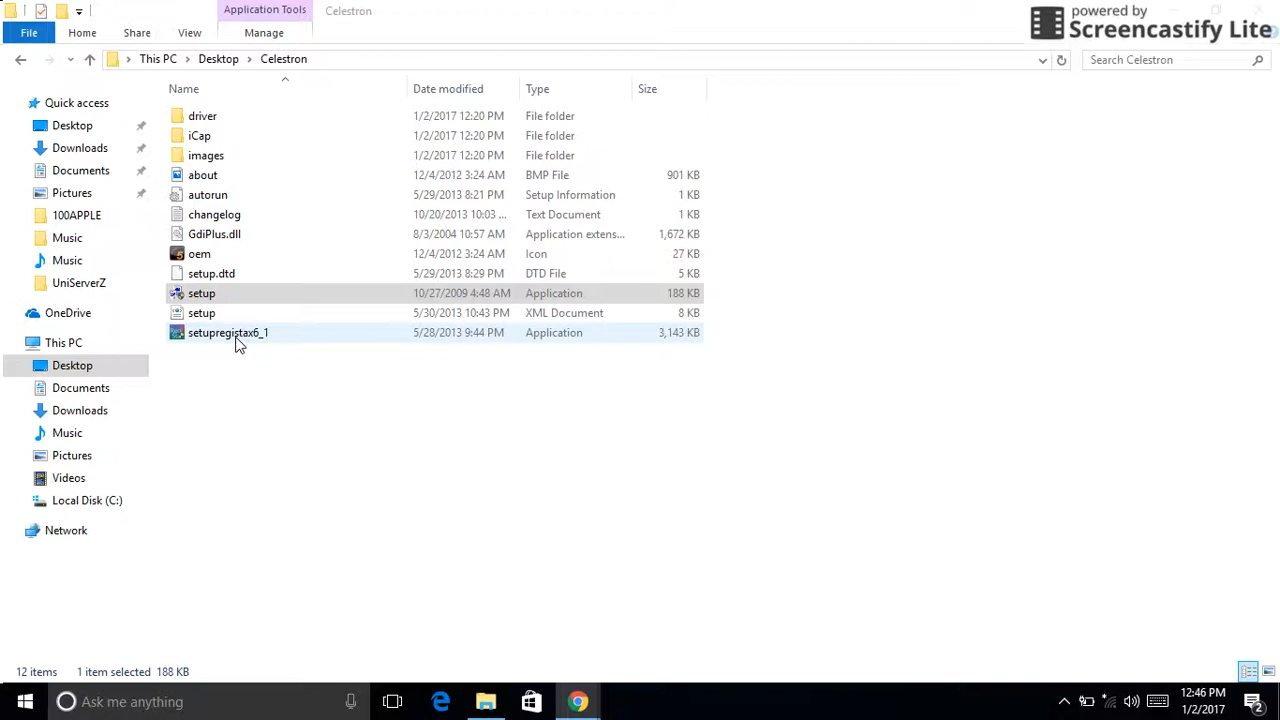 Application Tools
Celestron
powered by
Screencastify Lite
File
Home
Share
View
Manage
This PC
Desktop
Celestron
Search Celestron
Name
Date modified
Type
Size
Quick access
Desktop
Downloads
Documents
Pictures
100APPLE
Music
Music
UniServerZ
OneDrive
This PC
Desktop
Documents
Downloads
Music
Pictures
Videos
Local Disk (C:)
Network
driver 1/2/2017 12:20 PM File folder
iCap 1/2/2017 12:20 PM File folder
images 1/2/2017 12:20 PM File folder
about 12/4/2012 3:24 AM BMP File 901 KB
autorun 5/29/2013 8:21 PM Setup Information 1 KB
changelog 10/20/2013 10:03 ... Text Document 1 KB
GdiPlus.dll 8/3/2004 10:57 AM Application extens... 1,672 KB
oem 12/4/2012 3:24 AM Icon 27 KB
setup.dtd 5/29/2013 8:29 PM DTD File 5 KB
setup 10/27/2009 4:48 AM Application 188 KB
setup 5/30/2013 10:43 PM XML Document 8 KB
setupregistax6_1 5/28/2013 9:44 PM Application 3,143 KB
12 items 1 item selected 188 KB
Ask me anything
12:46 PM
1/2/2017
2